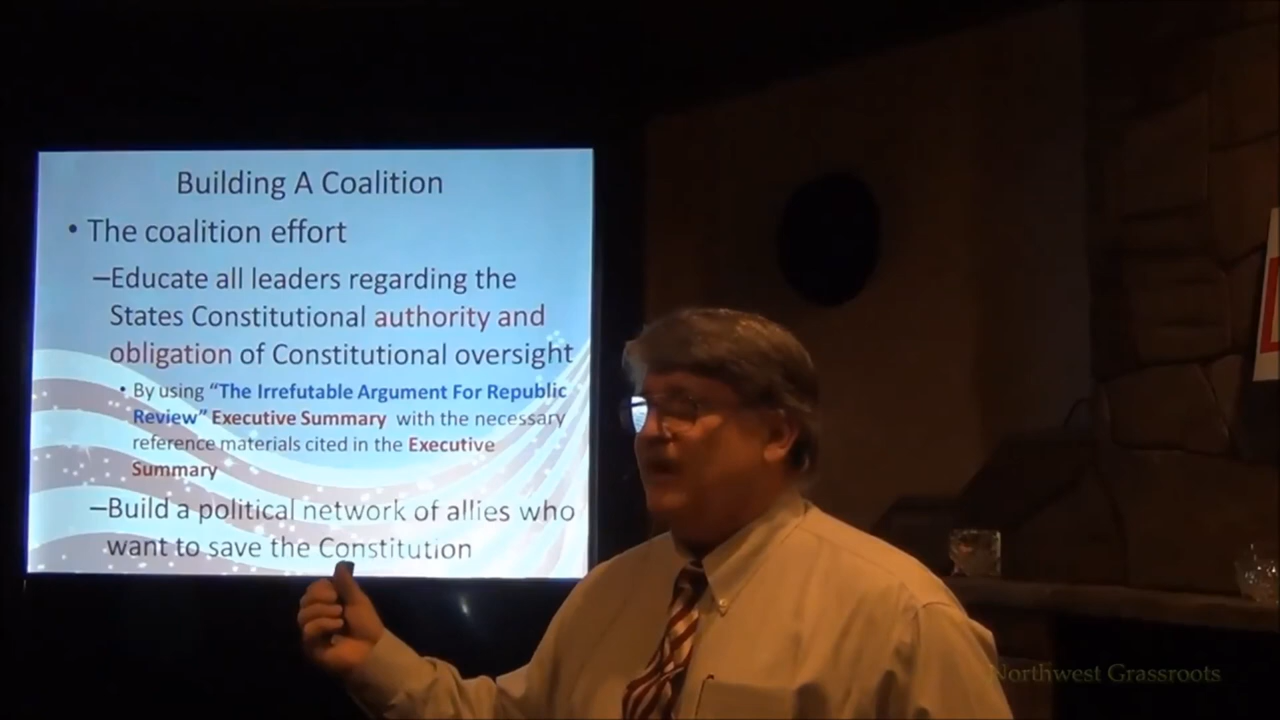 Building A Coalition
• The coalition effort
–Educate all leaders regarding the
States Constitutional authority and
obligation of Constitutional oversight
• By using “The Irrefutable Argument For Republic
Review” Executive Summary with the necessary
reference materials cited in the Executive
Summary
–Build a political network of allies who
want to save the Constitution
Northwest Grassroots